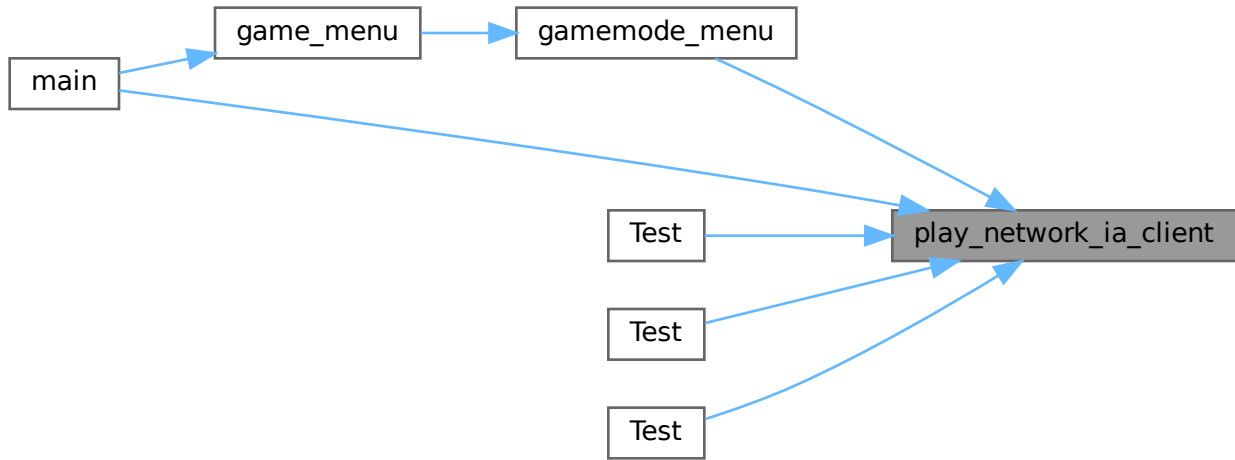 game_menu
gamemode_menu
main
Test
play_network_ia_client
Test
Test